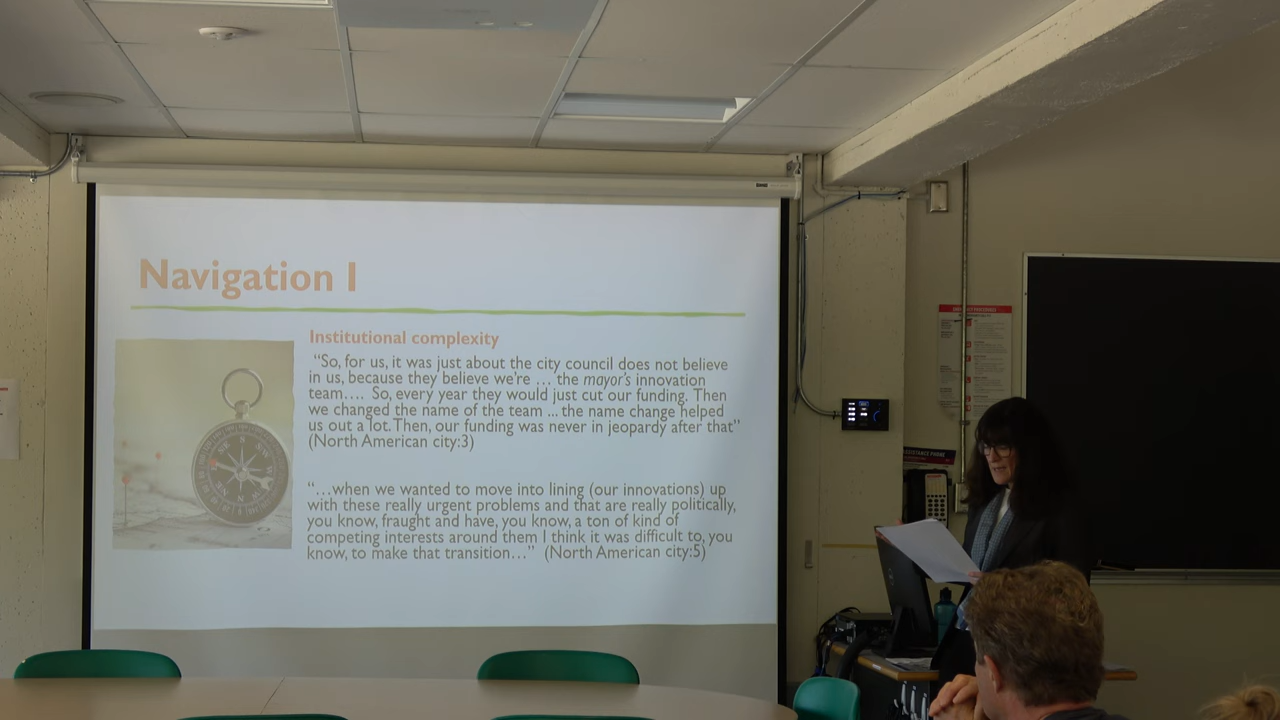 Navigation I
Institutional complexity
“So, for us, it was just about the city council does not believe
in us, because they believe we’re … the mayor’s innovation
team…. So, every year they would just cut our funding. Then
we changed the name of the team ... the name change helped
us out a lot. Then, our funding was never in jeopardy after that”
(North American city:3)
“…when we wanted to move into lining (our innovations) up
with these really urgent problems and that are really politically,
you know, fraught and have, you know, a ton of kind of
competing interests around them I think it was difficult to, you
know, to make that transition…” (North American city:5)
ASSISTANCE PHONE